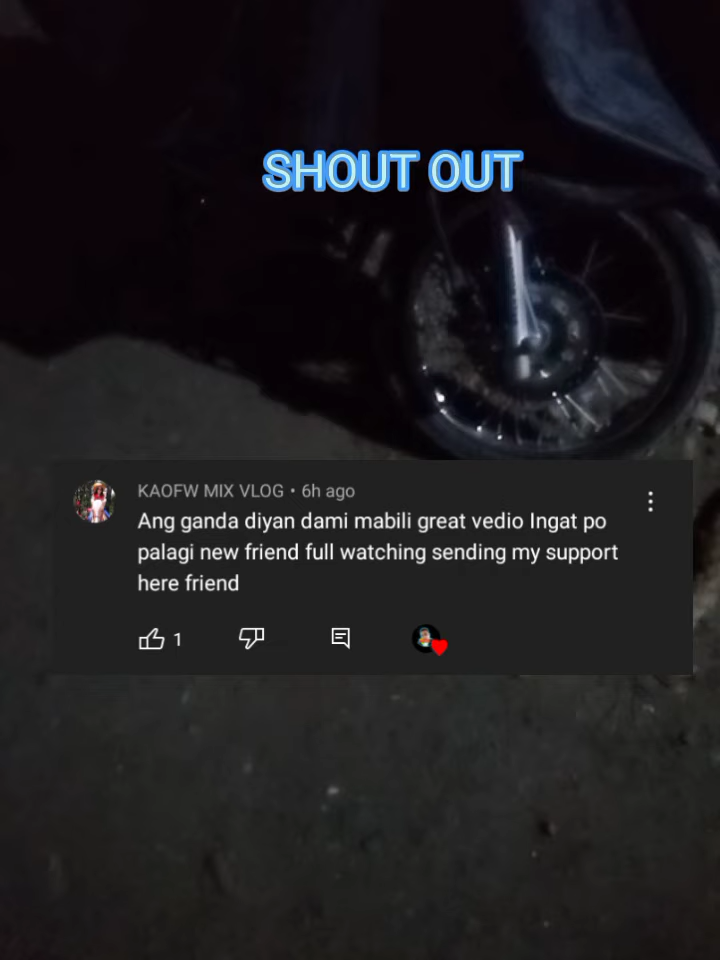 SHOUT OUT
KAOFW MIX VLOG • 6h ago
Ang ganda diyan dami mabili great vedio Ingat po
palagi new friend full watching sending my support
here friend
1